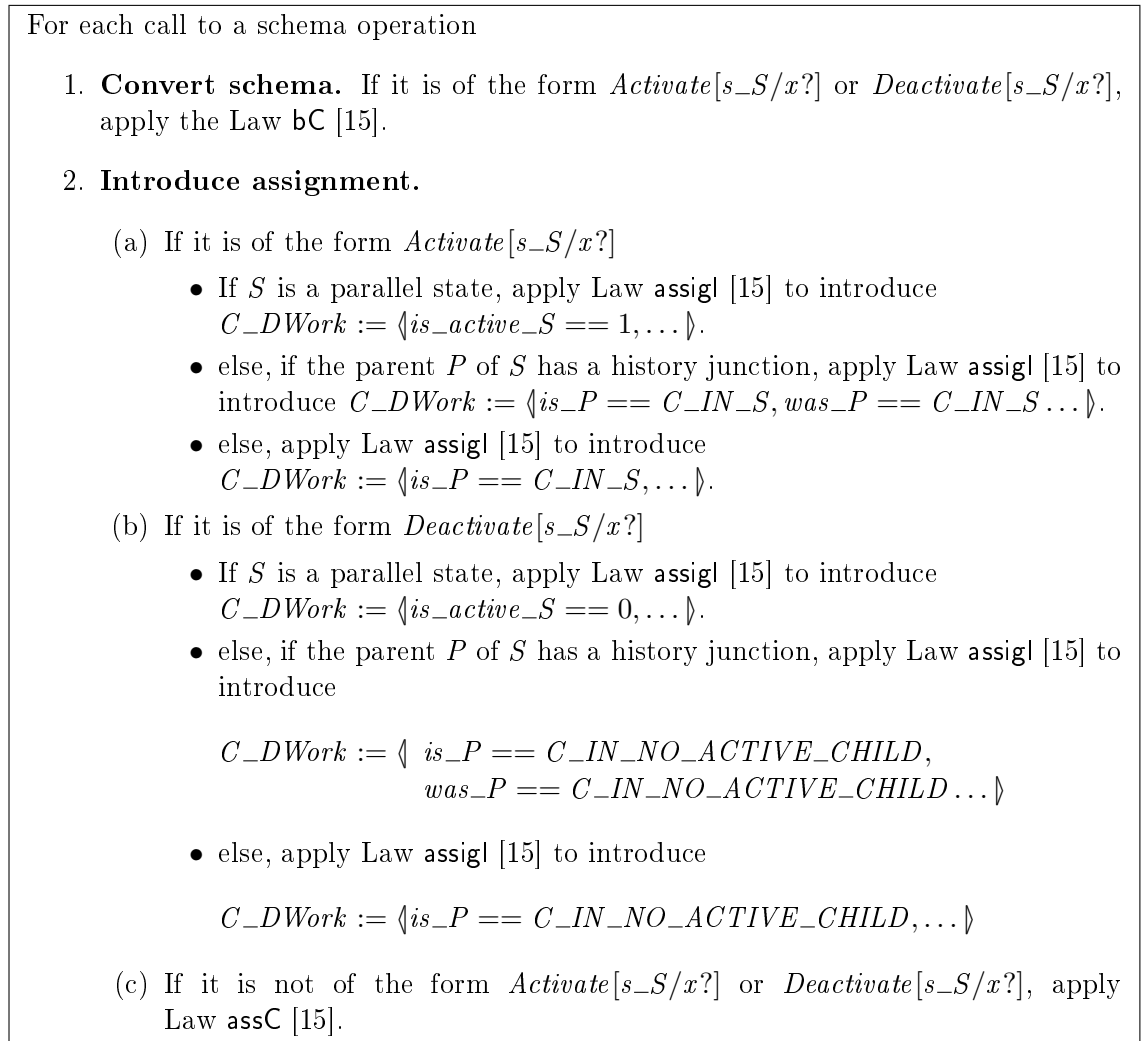 For each call to a schema operation
1. Convert schema. If it is of the form Activate[s_S/x?] or Deactivate[s_S/x?],
apply the Law bC [15].
2. Introduce assignment.
(a) If it is of the form Activate[s_S/x?]
• If S is a parallel state, apply Law assigI [15] to introduce
C_DWork := ⦉is_active_S == 1, . . . ⦊.
• else, if the parent P of S has a history junction, apply Law assigI [15] to
introduce C_DWork := ⦉is_P == C_IN_S, was_P == C_IN_S . . . ⦊.
• else, apply Law assigI [15] to introduce
C_DWork := ⦉is_P == C_IN_S, . . . ⦊.
(b) If it is of the form Deactivate[s_S/x?]
• If S is a parallel state, apply Law assigI [15] to introduce
C_DWork := ⦉is_active_S == 0, . . . ⦊.
• else, if the parent P of S has a history junction, apply Law assigI [15] to
introduce
C_DWork := ⦉ is_P == C_IN_NO_ACTIVE_CHILD,
was_P == C_IN_NO_ACTIVE_CHILD . . . ⦊
• else, apply Law assigI [15] to introduce
C_DWork := ⦉is_P == C_IN_NO_ACTIVE_CHILD, . . . ⦊
(c) If it is not of the form Activate[s_S/x?] or Deactivate[s_S/x?], apply
Law assC [15].